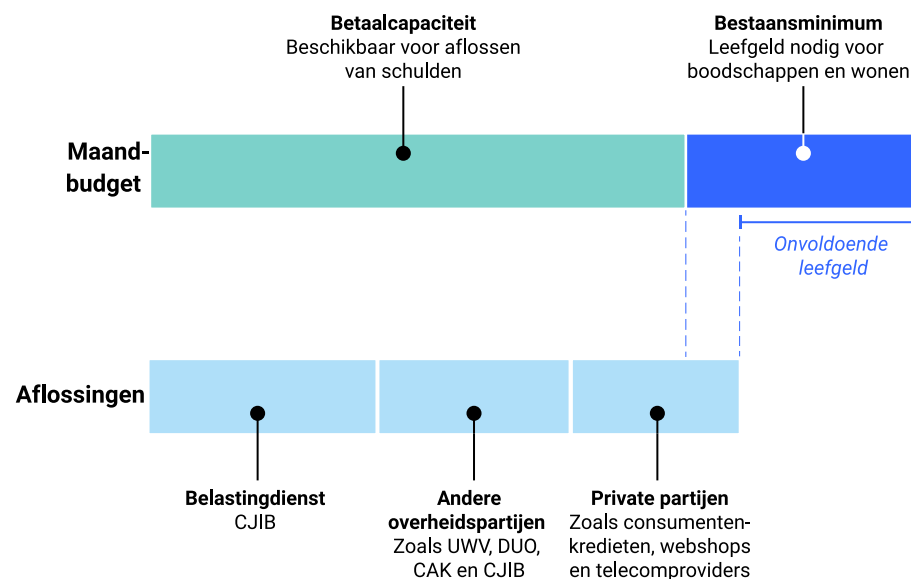 Betaalcapaciteit
Beschikbaar voor aflossen
van schulden
Bestaansminimum
Leefgeld nodig voor
boodschappen en wonen
Maand-
budget
Onvoldoende
leefgeld
Aflossingen
Belastingdienst
CJIB
Andere
overheidspartijen
Zoals UWV, DUO,
CAK en CJIB
Private partijen
Zoals consumenten-
kredieten, webshops
en telecomproviders